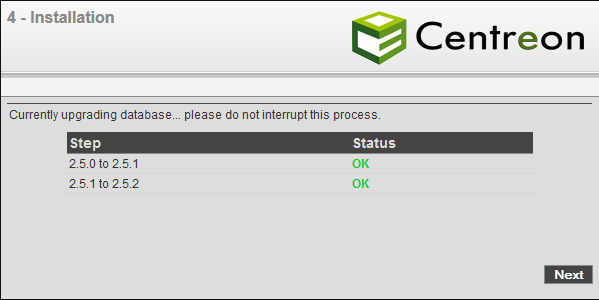 4 - Installation
Centreon
Currently upgrading database... please do not interrupt this process.
Step Status
2.5.0 to 2.5.1 OK
2.5.1 to 2.5.2 OK
Next